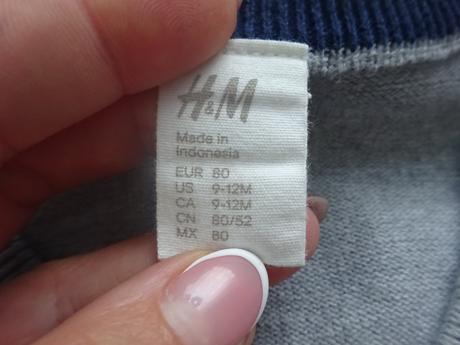 H&M
Made in
Indonesia
EUR 80
US 9-12M
CA 9-12M
CN 80/52
MX 80